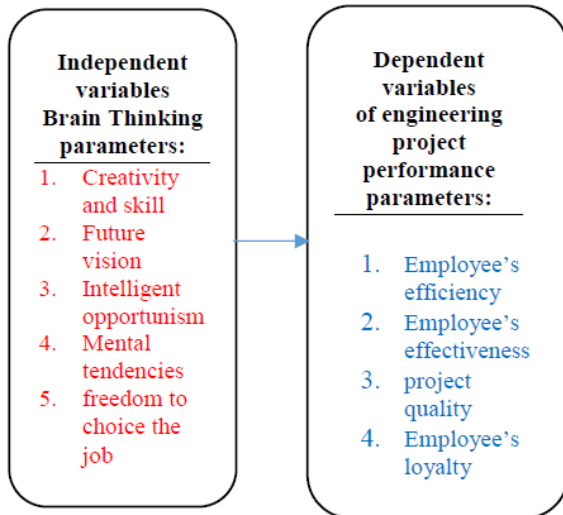 Independent
variables
Brain Thinking
parameters:
1. Creativity
and skill
2. Future
vision
3. Intelligent
opportunism
4. Mental
tendencies
5. freedom to
choice the
job
Dependent
variables
of engineering
project
performance
parameters:
1. Employee’s
efficiency
2. Employee’s
effectiveness
3. project
quality
4. Employee’s
loyalty